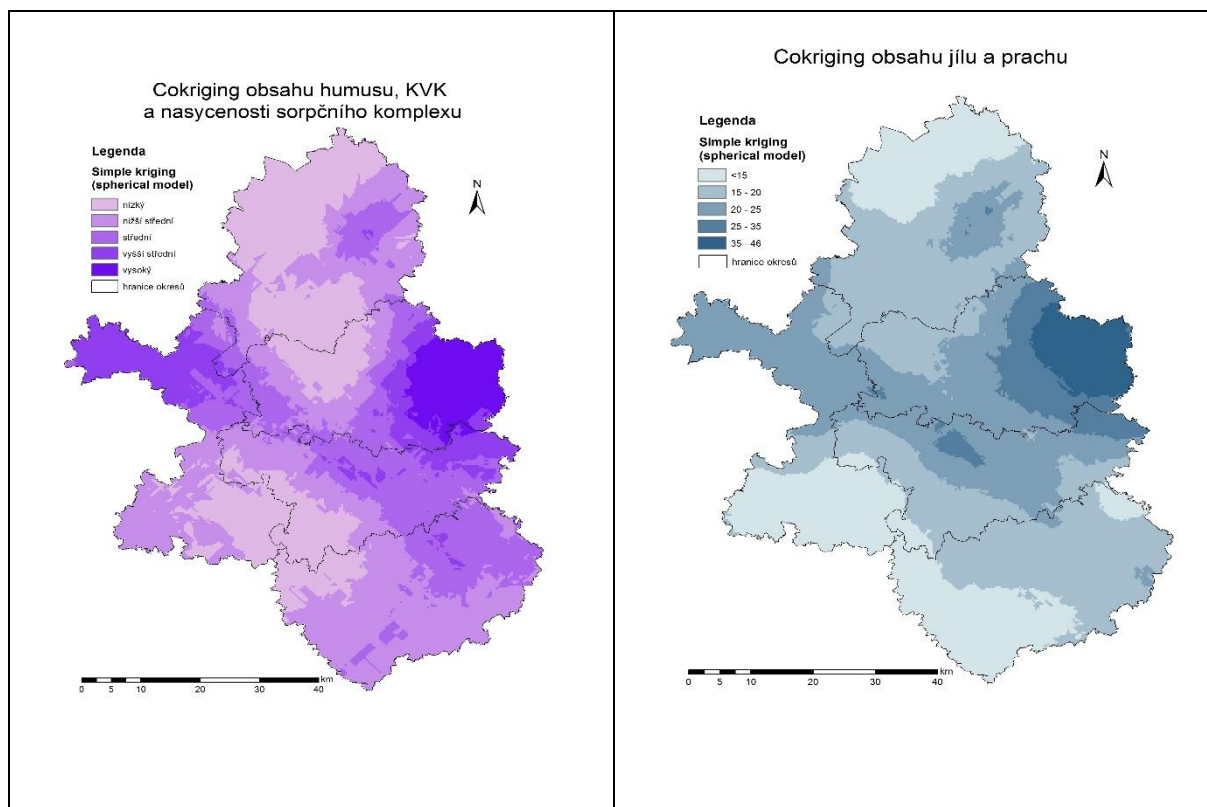 Cokriging obsahu humusu, KVK
a nasycenosti sorpčního komplexu
Legenda
Simple kriging
(spherical model)
nízký
nižší střední
střední
vyšší střední
vysoký
hranice okresů
N
km
0 10 20 30 40
Cokriging obsahu jílu a prachu
Legenda
Simple kriging
(spherical model)
<15
15 - 20
20 - 25
25 - 35
35 - 46
hranice okresů
N
km
0 5 10 20 30 40